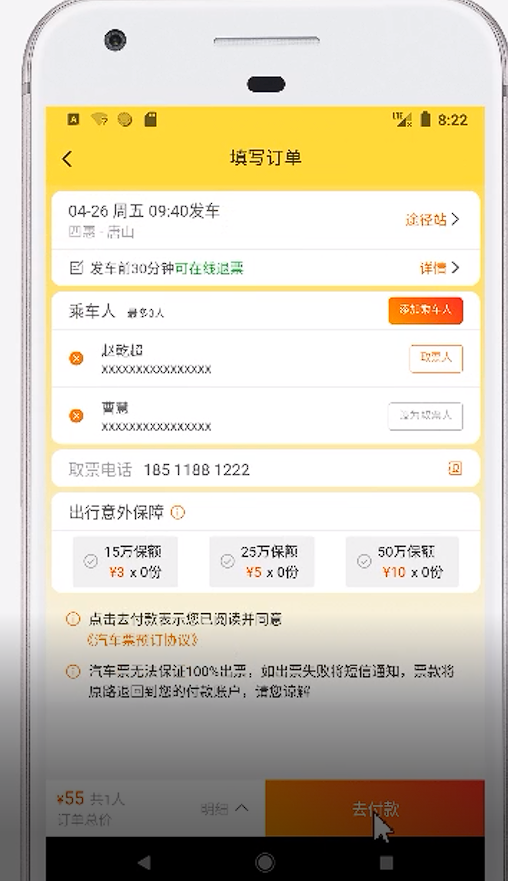 LTE 8:22
填写订单
04-26 周五 09:40发车
途径站
四惠 - 唐山
发车前30分钟可在线退票
详情
乘车人 最多3人
添加乘车人
赵乾超
取票人
xxxxxxxxxxxxxxxx
曹慧
设为取票人
xxxxxxxxxxxxxxxx
取票电话 185 1188 1222
出行意外保障
15万保额
25万保额
50万保额
¥3 x 0份
¥5 x 0份
¥10 x 0份
点击去付款表示您已阅读并同意
《汽车票预订协议》
汽车票无法保证100%出票，如出票失败将短信通知，票款将
原路退回到您的付款账户，请您谅解
¥55 共1人
明细
去付款
订单总价